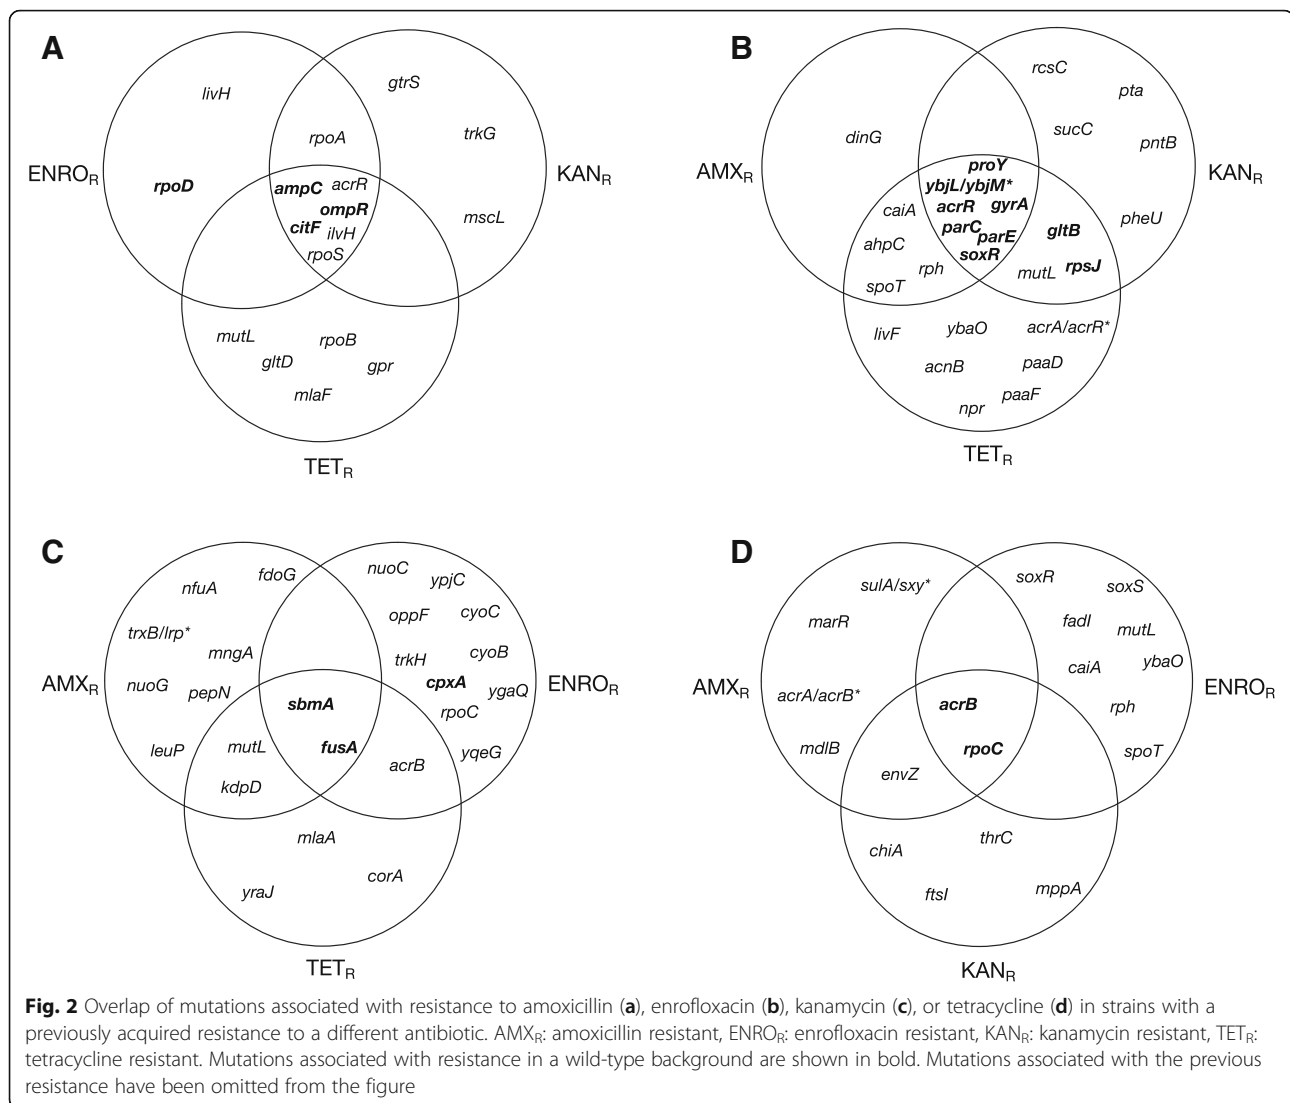 A
livH
gtrS
rpoA
trkG
ENRO_R
rpoD
ampC acrR
KAN_R
ompR
citF ilvH
mscL
rpoS
mutL
rpoB
gltD
gpr
mlaF
TET_R
B
rcsC
pta
dinG
sucC
pntB
AMX_R
proY
KAN_R
ybjL/ybjM*
caiA
acrR gyrA
pheU
ahpC
parC
parE
gltB
soxR
rph
mutL rpsJ
spoT
livF
ybaO
acrA/acrR*
acnB
paaD
npr
paaF
TET_R
C
nfuA
fdoG
nuoC
ypjC
oppF
cyoC
trxB/lrp*
mngA
trkH
cyoB
AMX_R
nuoG
pepN
cpxA
ygaQ
ENRO_R
sbmA
rpoC
leuP
mutL
fusA
yqeG
acrB
kdpD
mlaA
corA
yraJ
TET_R
D
sulA/sxy*
soxR
soxS
marR
fadI
mutL
caiA
ybaO
AMX_R
acrA/acrB*
acrB
ENRO_R
rph
mdlB
rpoC
spoT
envZ
chiA
thrC
ftsI
mppA
KAN_R
Fig. 2 Overlap of mutations associated with resistance to amoxicillin (a), enrofloxacin (b), kanamycin (c), or tetracycline (d) in strains with a
previously acquired resistance to a different antibiotic. AMX_R: amoxicillin resistant, ENRO_R: enrofloxacin resistant, KAN_R: kanamycin resistant, TET_R:
tetracycline resistant. Mutations associated with resistance in a wild-type background are shown in bold. Mutations associated with the previous
resistance have been omitted from the figure